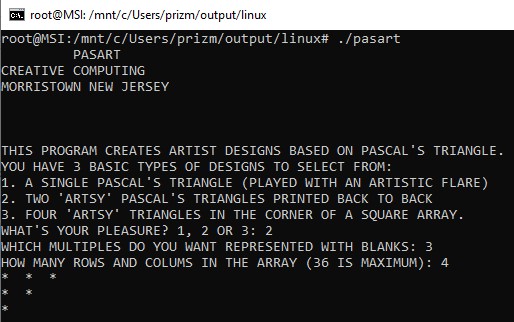 root@MSI: /mnt/c/Users/prizm/output/linux
root@MSI:/mnt/c/Users/prizm/output/linux# ./pasart
PASART
CREATIVE COMPUTING
MORRISTOWN NEW JERSEY
THIS PROGRAM CREATES ARTIST DESIGNS BASED ON PASCAL'S TRIANGLE.
YOU HAVE 3 BASIC TYPES OF DESIGNS TO SELECT FROM:
1. A SINGLE PASCAL'S TRIANGLE (PLAYED WITH AN ARTISTIC FLARE)
2. TWO 'ARTSY' PASCAL'S TRIANGLES PRINTED BACK TO BACK
3. FOUR 'ARTSY' TRIANGLES IN THE CORNER OF A SQUARE ARRAY.
WHAT'S YOUR PLEASURE? 1, 2 OR 3: 2
WHICH MULTIPLES DO YOU WANT REPRESENTED WITH BLANKS: 3
HOW MANY ROWS AND COLUMS IN THE ARRAY (36 IS MAXIMUM): 4
*  *  *
*  *
*